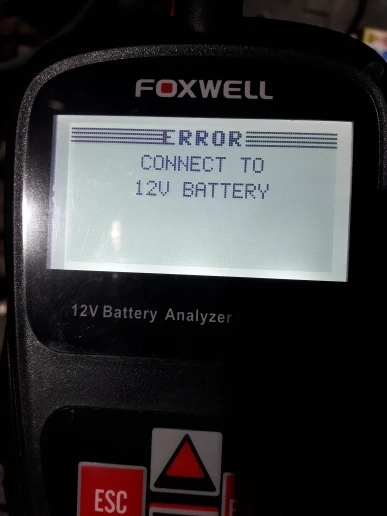 FOXWELL
ERROR
CONNECT TO
12V BATTERY
12V Battery Analyzer
ESC